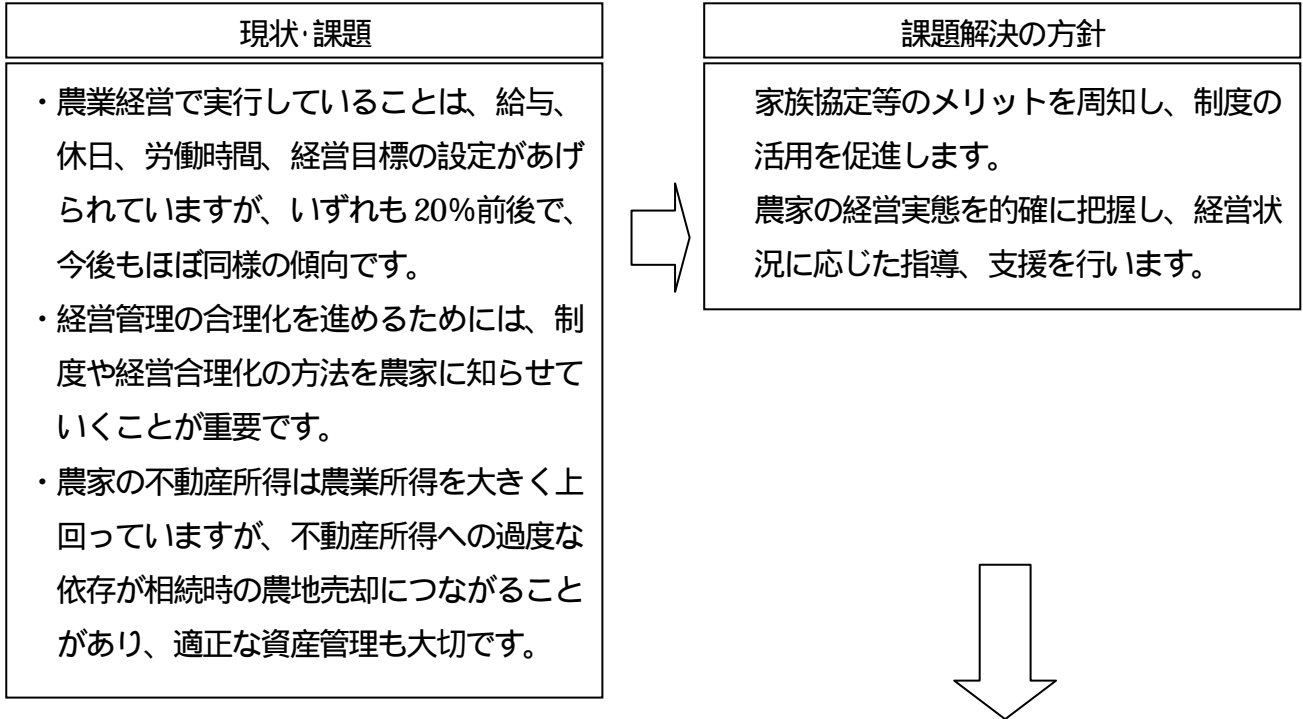 現状・課題
・農業経営で実行していることは、給与、
休日、労働時間、経営目標の設定があげ
られていますが、いずれも 20%前後で、
今後もほぼ同様の傾向です。
・経営管理の合理化を進めるためには、制
度や経営合理化の方法を農家に知らせて
いくことが重要です。
・農家の不動産所得は農業所得を大きく上
回っていますが、不動産所得への過度な
依存が相続時の農地売却につながること
があり、適正な資産管理も大切です。
課題解決の方針
家族協定等のメリットを周知し、制度の
活用を促進します。
農家の経営実態を的確に把握し、経営状
況に応じた指導、支援を行います。